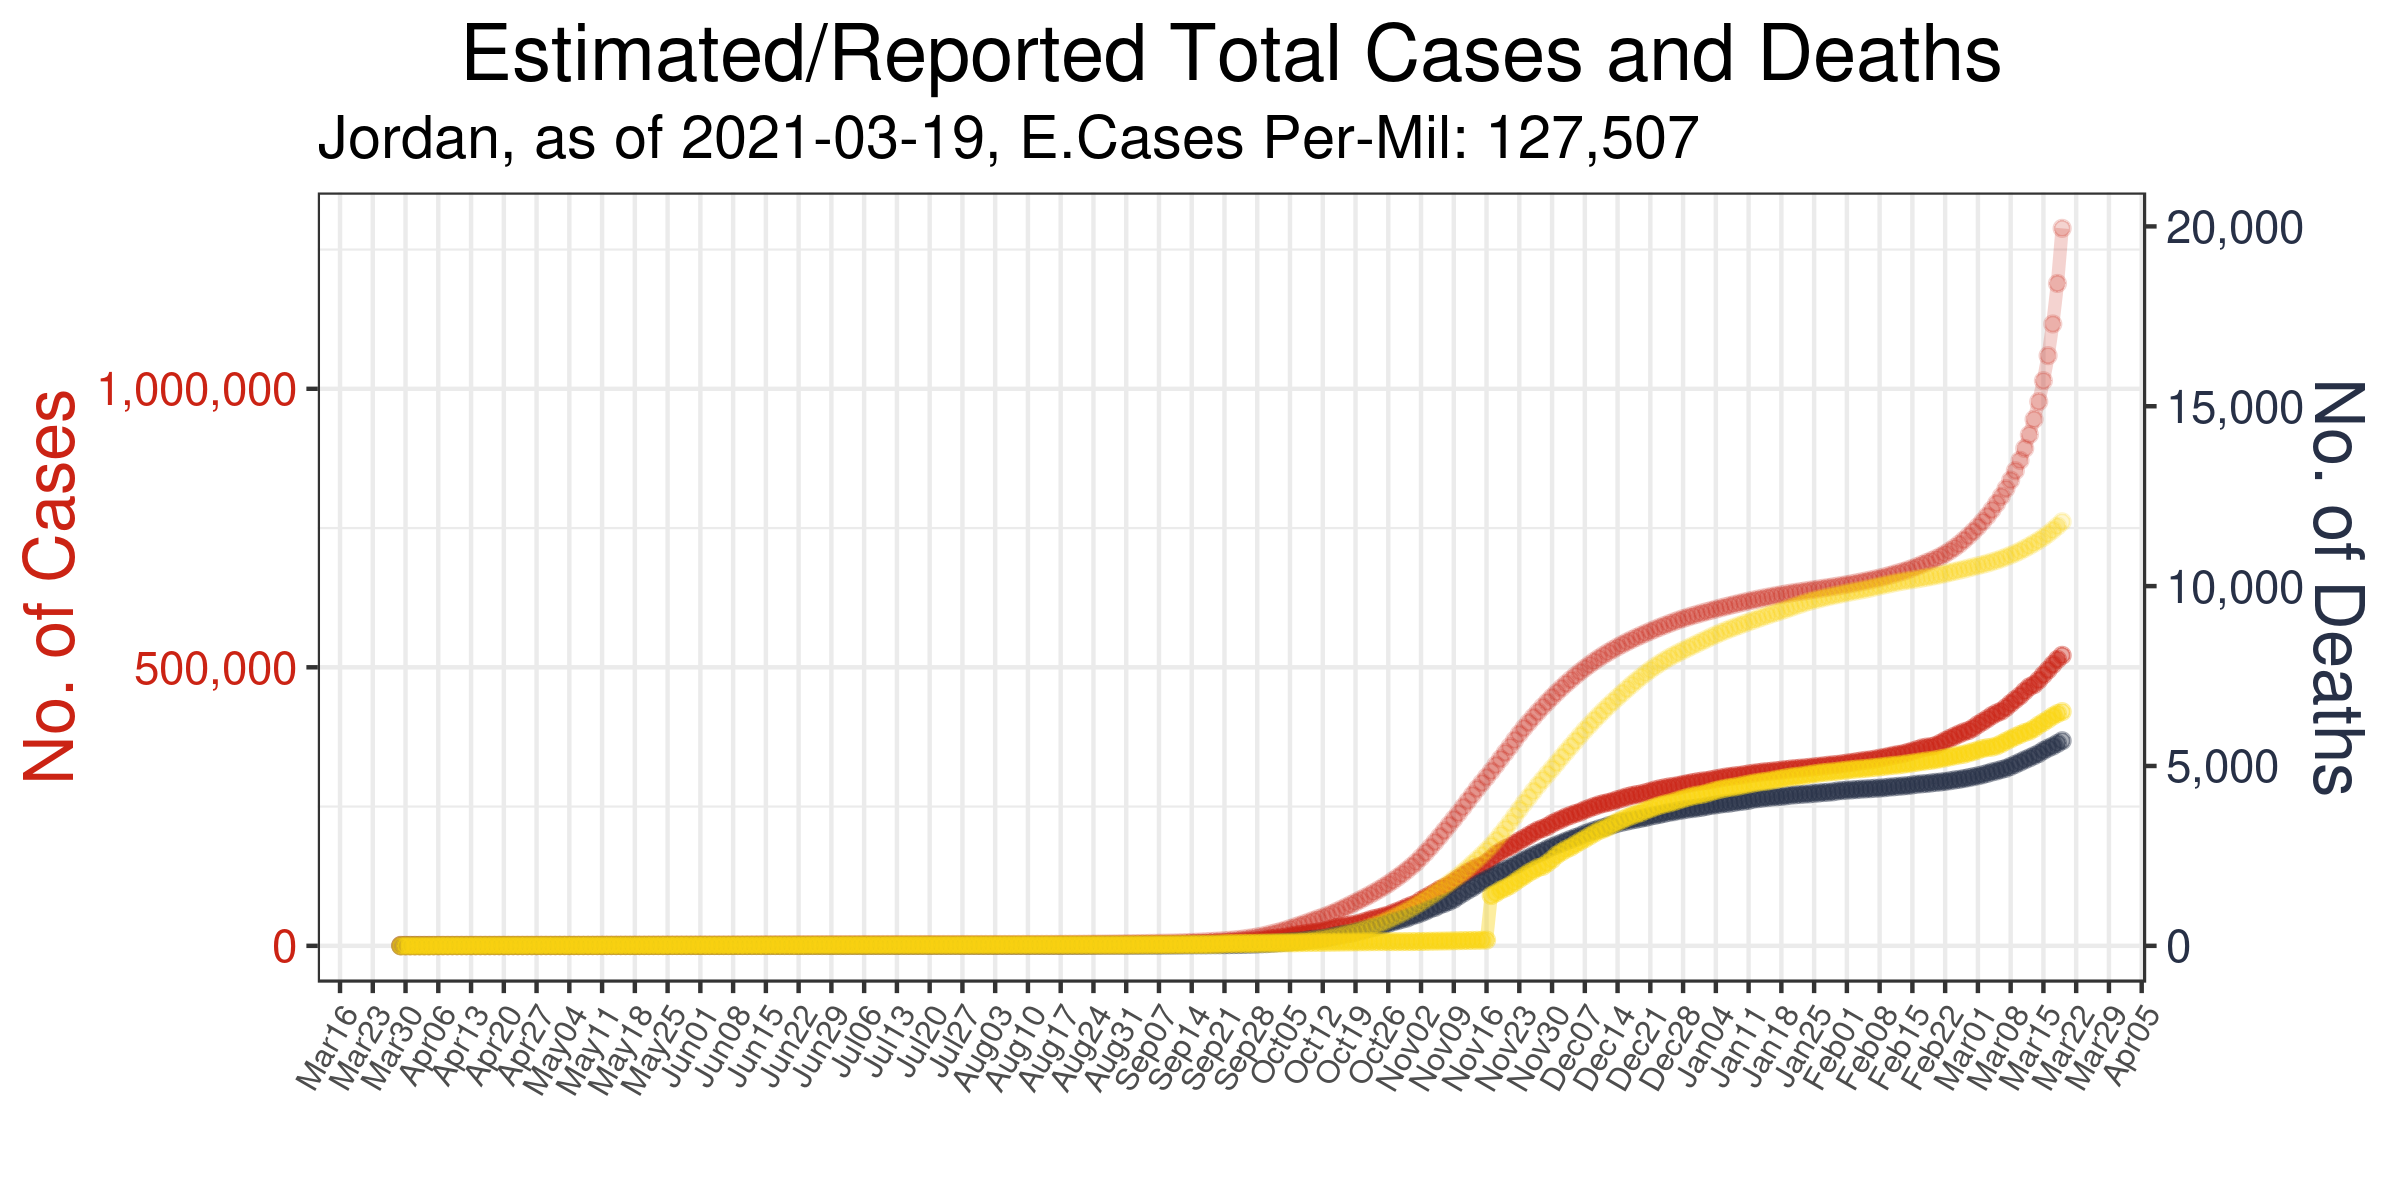 Estimated/Reported Total Cases and Deaths
Jordan, as of 2021-03-19, E.Cases Per-Mil: 127,507
No. of Cases
1,000,000
500,000
0
20,000
15,000
10,000
5,000
0
No. of Deaths
Mar16
Mar23
Mar30
Apr06
Apr13
Apr20
Apr27
May04
May11
May18
May25
Jun01
Jun08
Jun15
Jun22
Jun29
Jul06
Jul13
Jul20
Jul27
Aug03
Aug10
Aug17
Aug24
Aug31
Sep07
Sep14
Sep21
Sep28
Oct05
Oct12
Oct19
Oct26
Nov02
Nov09
Nov16
Nov23
Nov30
Dec07
Dec14
Dec21
Dec28
Jan04
Jan11
Jan18
Jan25
Feb01
Feb08
Feb15
Feb22
Mar01
Mar08
Mar15
Mar22
Mar29
Apr05